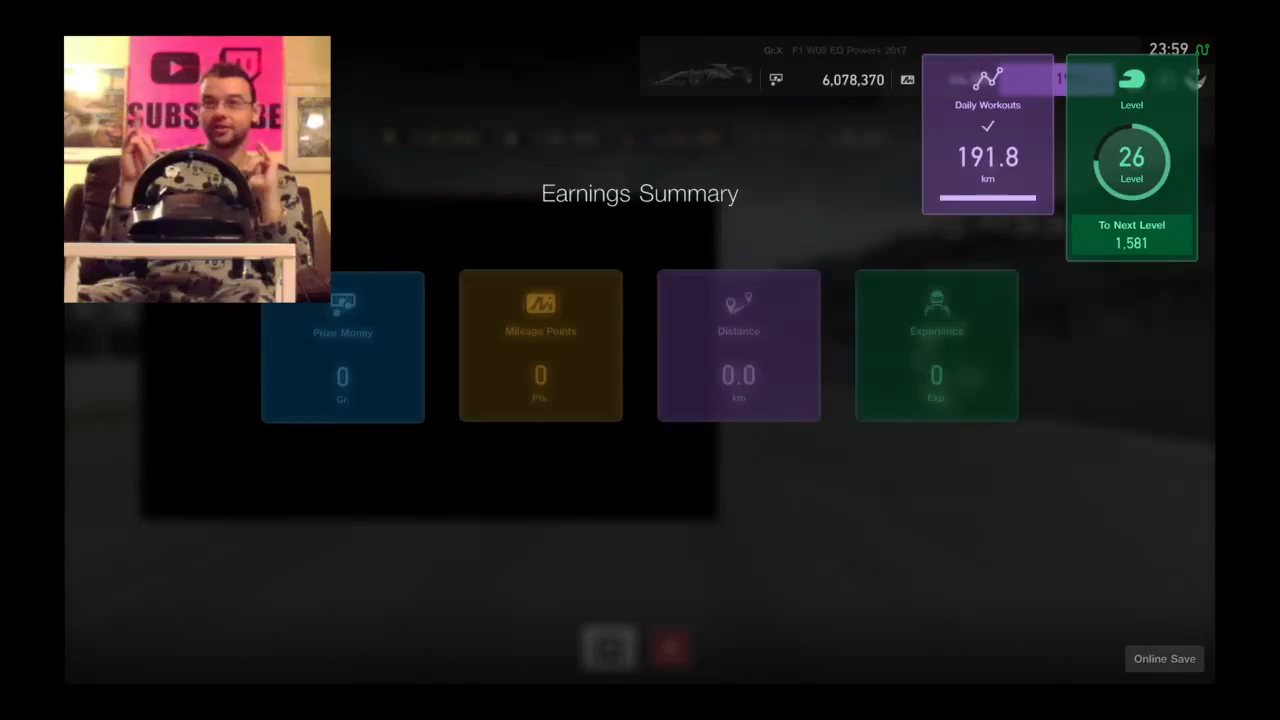 SUBSCRIBE
Gr.X F1 W08 EQ Power+ 2017
23:59
6,078,370
Daily Workouts
191.8
km
Level
26
Level
To Next Level
1,581
Earnings Summary
Prize Money
0
Cr.
Mileage Points
0
Pts.
Distance
0.0
km
Experience
0
Exp.
Online Save